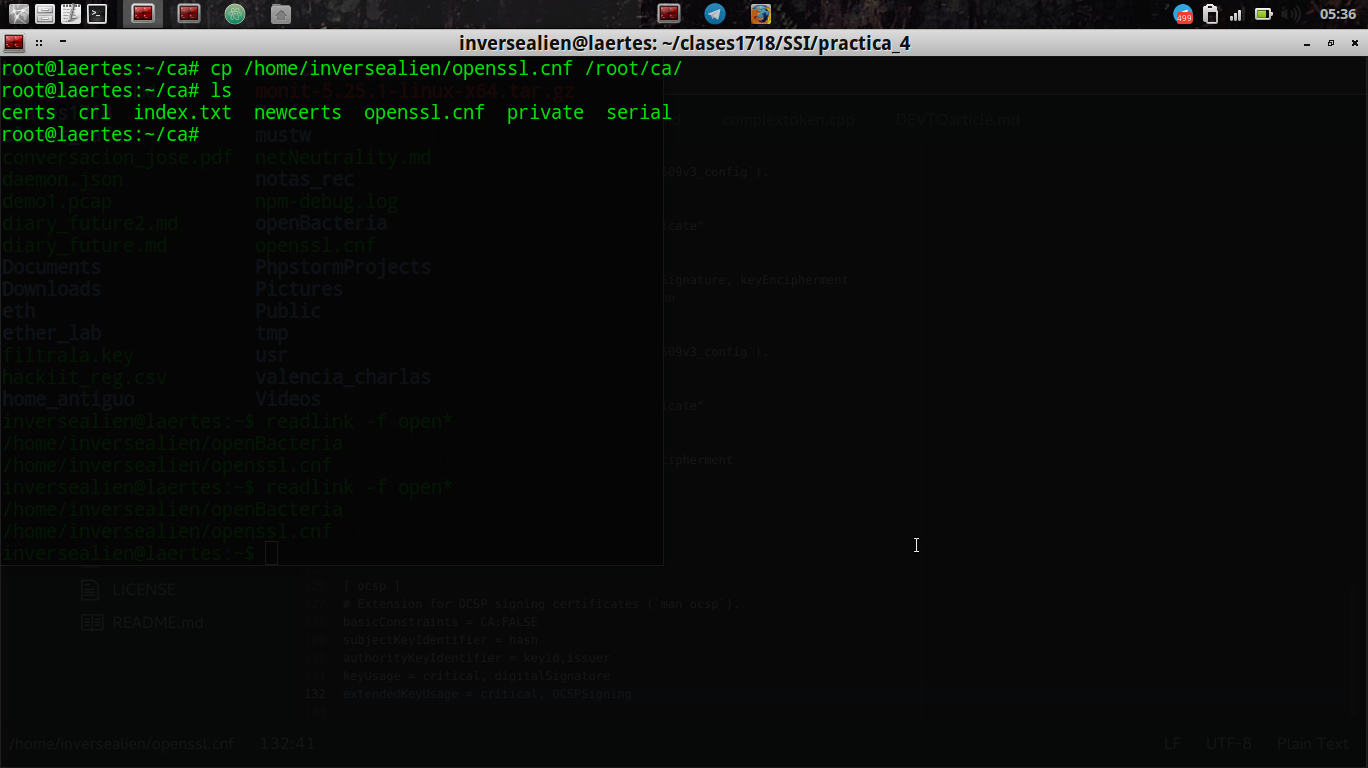 499
05:36
inversealien@laertes: ~/clases1718/SSI/practica_4
root@laertes:~/ca# cp /home/inversealien/openssl.cnf /root/ca/
root@laertes:~/ca# ls monit-5.25.1-linux-x64.tar.gz
certs crl index.txt newcerts openssl.cnf private serial
complextoken.cpp DEVTOarticle.md
root@laertes:~/ca# mustw
conversacion_jose.pdf netNeutrality.md
509v3_config`).
daemon.json notas_rec
demo1.pcap npm-debug.log
diary_future2.md openBacteria
icate"
diary_future.md openssl.cnf
Documents PhpstormProjects
Downloads Pictures
ignature, keyEncipherment
eth Public
ether_lab tmp
filtrala.key usr
509v3_config`).
hackiit_reg.csv valencia_charlas
home_antiguo Videos
icate"
inversealien@laertes:~$ readlink -f open*
/home/inversealien/openBacteria
/home/inversealien/openssl.cnf
cipherment
inversealien@laertes:~$ readlink -f open*
/home/inversealien/openBacteria
/home/inversealien/openssl.cnf
inversealien@laertes:~$
LICENSE
README.md
[ ocsp ]
# Extension for OCSP signing certificates (`man ocsp`).
basicConstraints = CA:FALSE
subjectKeyIdentifier = hash
authorityKeyIdentifier = keyid,issuer
keyUsage = critical, digitalSignature
132 extendedKeyUsage = critical, OCSPSigning
/home/inversealien/openssl.cnf 132:41 LF UTF-8 Plain Text